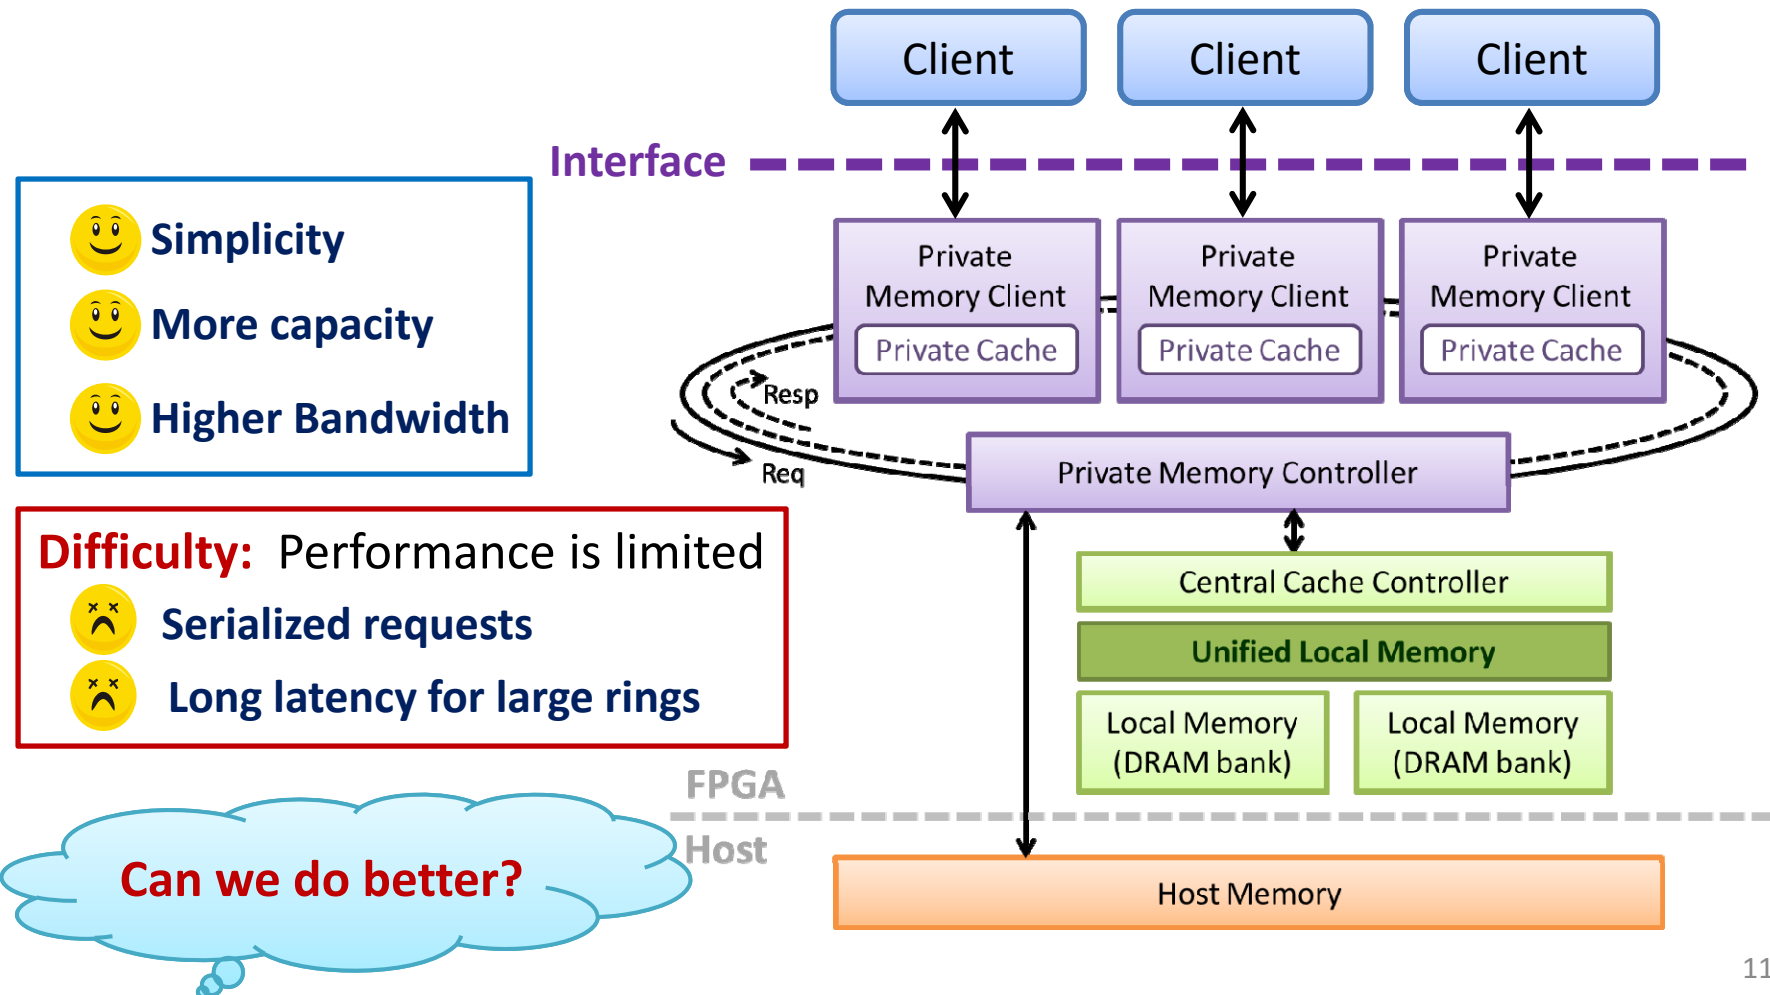 Client
Client
Client
Interface
Simplicity
More capacity
Higher Bandwidth
Private
Memory Client
Private Cache
Private
Memory Client
Private Cache
Private
Memory Client
Private Cache
Resp
Req
Private Memory Controller
Difficulty: Performance is limited
Serialized requests
Long latency for large rings
Central Cache Controller
Unified Local Memory
Local Memory
(DRAM bank)
Local Memory
(DRAM bank)
FPGA
Host
Can we do better?
Host Memory
11